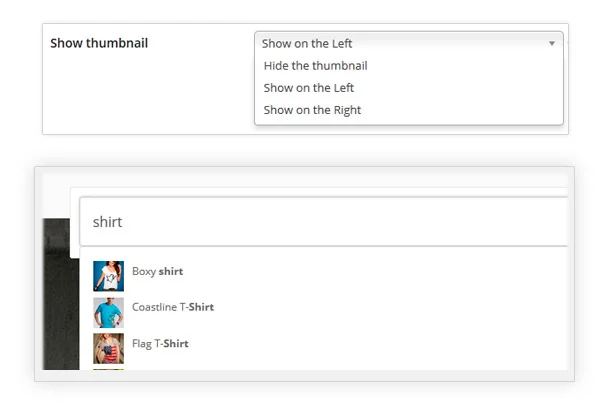 Show thumbnail
Show on the Left
Hide the thumbnail
Show on the Left
Show on the Right
shirt
Boxy shirt
Coastline T-Shirt
Flag T-Shirt